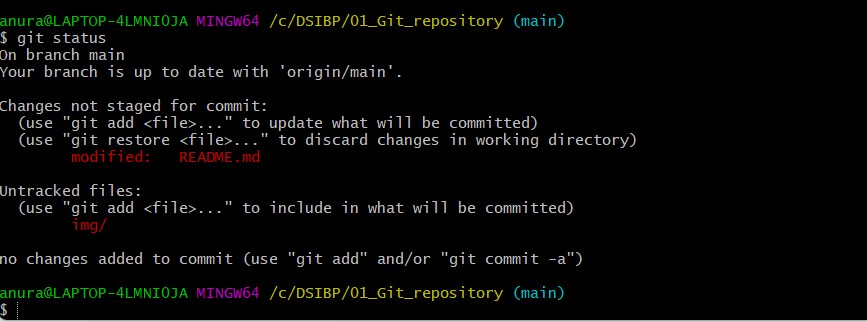 anura@LAPTOP-4LMNI0JA MINGW64 /c/DSIBP/01_Git_repository (main)
$ git status
On branch main
Your branch is up to date with 'origin/main'.
Changes not staged for commit:
(use "git add <file>..." to update what will be committed)
(use "git restore <file>..." to discard changes in working directory)
modified: README.md
Untracked files:
(use "git add <file>..." to include in what will be committed)
img/
no changes added to commit (use "git add" and/or "git commit -a")
anura@LAPTOP-4LMNI0JA MINGW64 /c/DSIBP/01_Git_repository (main)
$